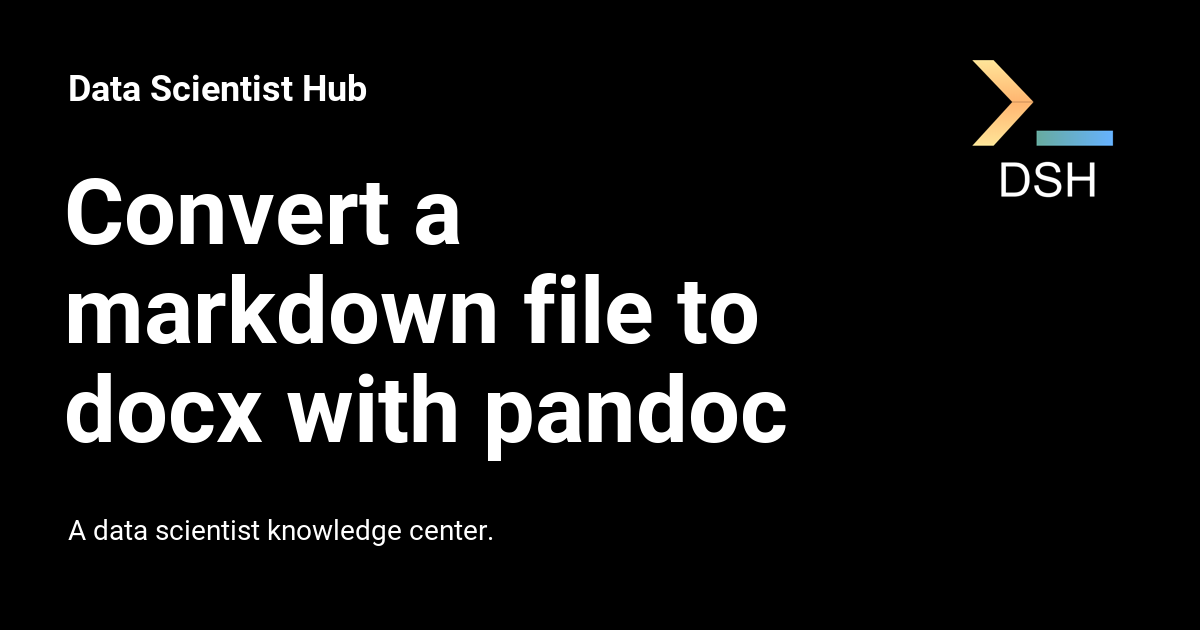 Data Scientist Hub
DSH
Convert a
markdown file to
docx with pandoc
A data scientist knowledge center.